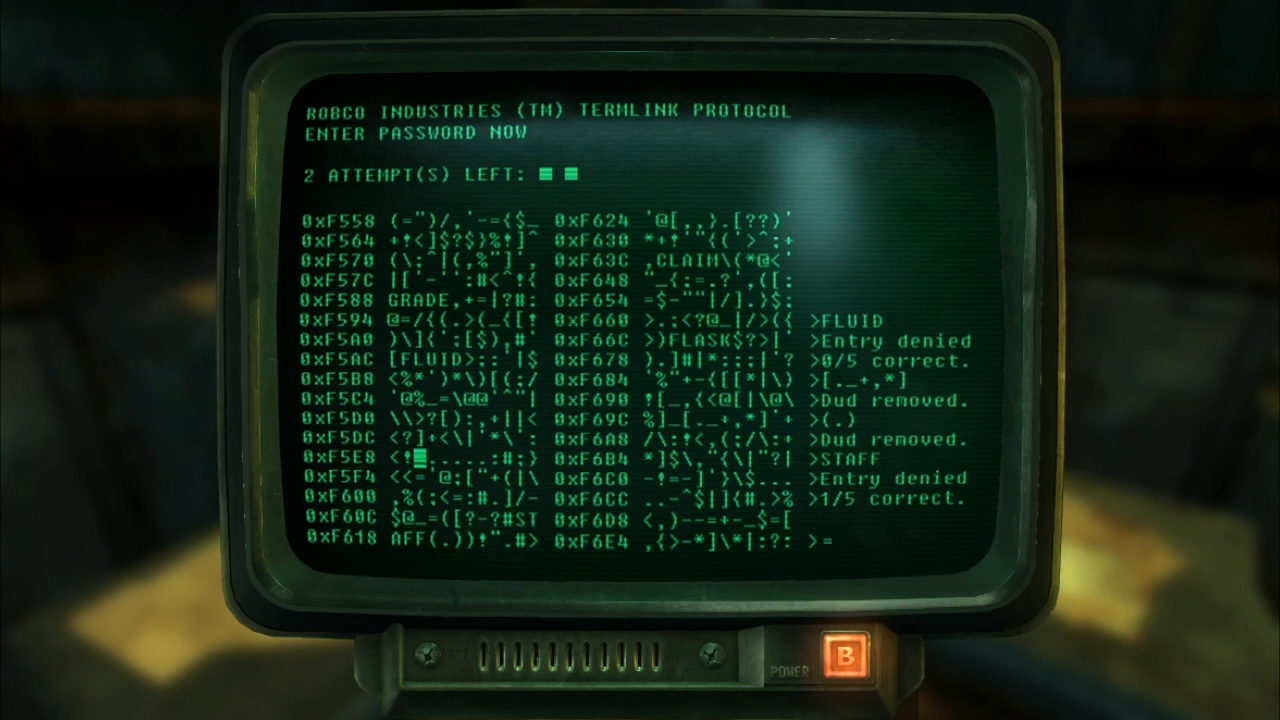 ROBCO INDUSTRIES (TM) TERMLINK PROTOCOL
ENTER PASSWORD NOW
2 ATTEMPT(S) LEFT:
0xF558 (=")/,'-={$_ 0xF624 '@[,,}.[??)'
0xF564 +!<]$?$}%!]^ 0xF630 *+!'"{('>^:+
0xF570 (\:^|(,%"]', 0xF63C ,CLAIM\(*@<'
0xF57C |['-'':#<^!{ 0xF648 "_{;=,?',([:
0xF588 GRADE,+=|?#: 0xF654 =$-""|/].}$;
0xF594 @=/{(.>(_{[! 0xF660 >.:<?@_|/>({ >FLUID
0xF5A0 )\]{';[$),#' 0xF66C >)FLASK$?>|' >Entry denied
0xF5AC [FLUID>::'|$ 0xF678 ),]#|*:;;|'? >0/5 correct.
0xF5B8 <%*')*\)[(:/ 0xF684 '%"+-{[[*|\) >[._+,*]
0xF5C4 '@%_=\@@'^"| 0xF690 ![_,{<@[|\@\ >Dud removed.
0xF5D0 \\>?[):,+||< 0xF69C %]_[._+,*]'+ >(.)
0xF5DC <?]+<\|'*\': 0xF6A8 /\:!<,(;/\:+ >Dud removed.
0xF5E8 <! .....:#;} 0xF6B4 *]$\,"{\|"?| >STAFF
0xF5F4 <<='@;["+(|\ 0xF6C0 -!=-]'}\$... >Entry denied
0xF600 ,%(:<=:#.]/- 0xF6CC ..-^$|]{#.>% >1/5 correct.
0xF60C $@_=([?-?#ST 0xF6D8 <,)--=+-_$=[
0xF618 AFF(.))!".#> 0xF6E4 ,{>-*]\*|:?: >=
POWER
B